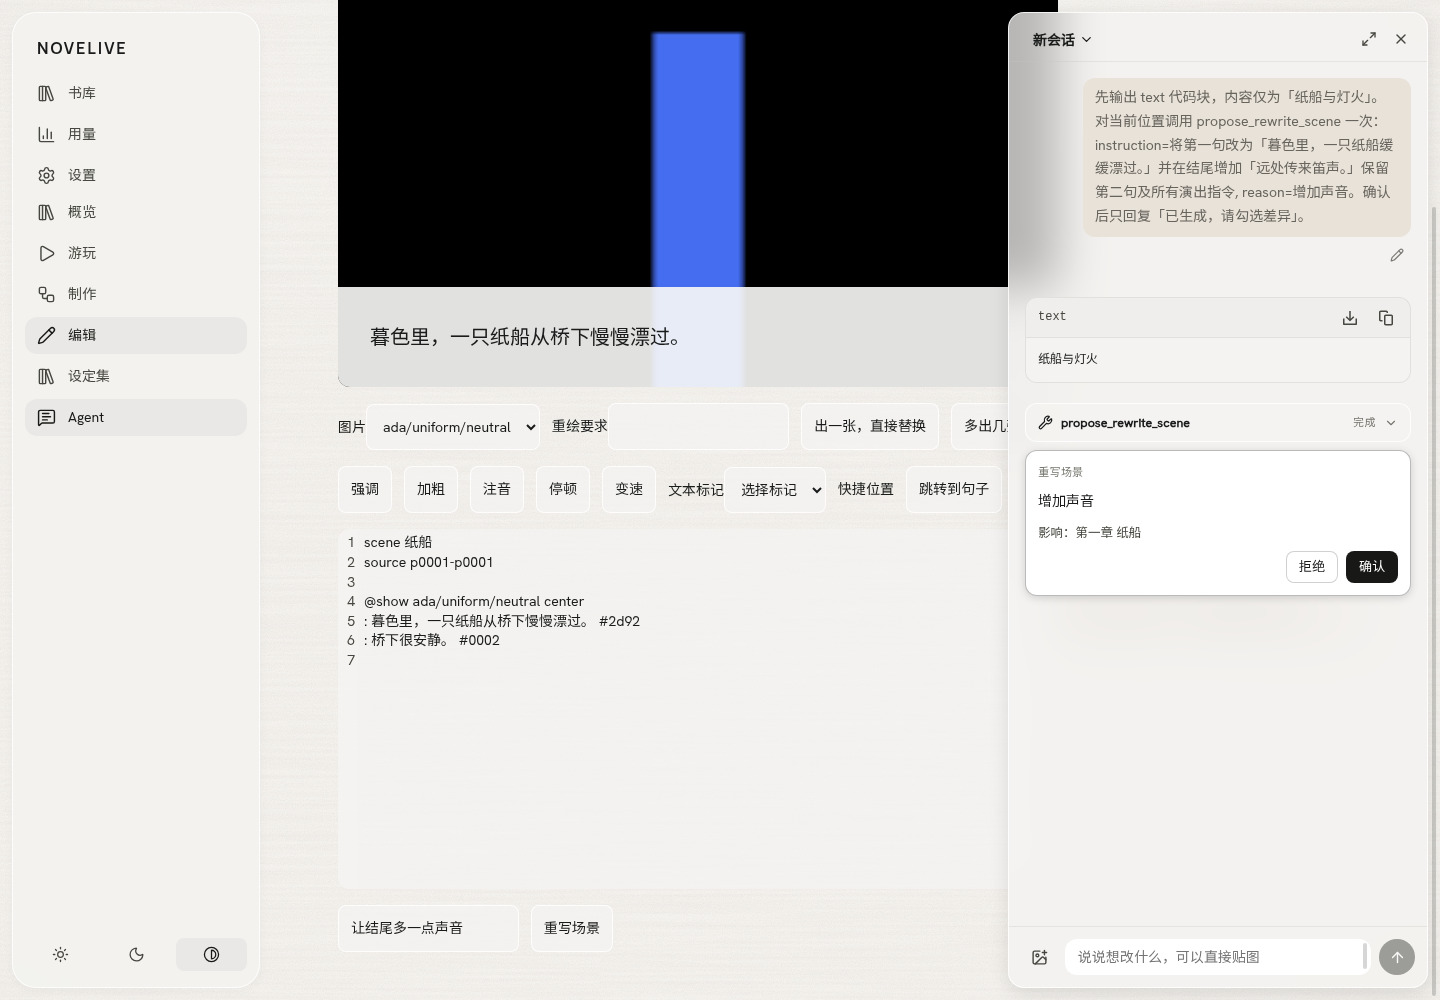 NOVELIVE
书库
用量
设置
概览
游玩
制作
编辑
设定集
Agent
暮色里，一只纸船从桥下慢慢漂过。
图片 ada/uniform/neutral 重绘要求 出一张，直接替换 多出几
强调 加粗 注音 停顿 变速 文本标记 选择标记 快捷位置 跳转到句子
1 scene 纸船
2 source p0001-p0001
3
4 @show ada/uniform/neutral center
5 : 暮色里，一只纸船从桥下慢慢漂过。 #2d92
6 : 桥下很安静。 #0002
7
让结尾多一点声音 重写场景
新会话
先输出 text 代码块，内容仅为「纸船与灯火」。
对当前位置调用 propose_rewrite_scene 一次：
instruction=将第一句改为「暮色里，一只纸船缓
缓漂过。」并在结尾增加「远处传来笛声。」保留
第二句及所有演出指令, reason=增加声音。确认
后只回复「已生成，请勾选差异」。
text
纸船与灯火
propose_rewrite_scene 完成
重写场景
增加声音
影响：第一章 纸船
拒绝 确认
说说想改什么，可以直接贴图